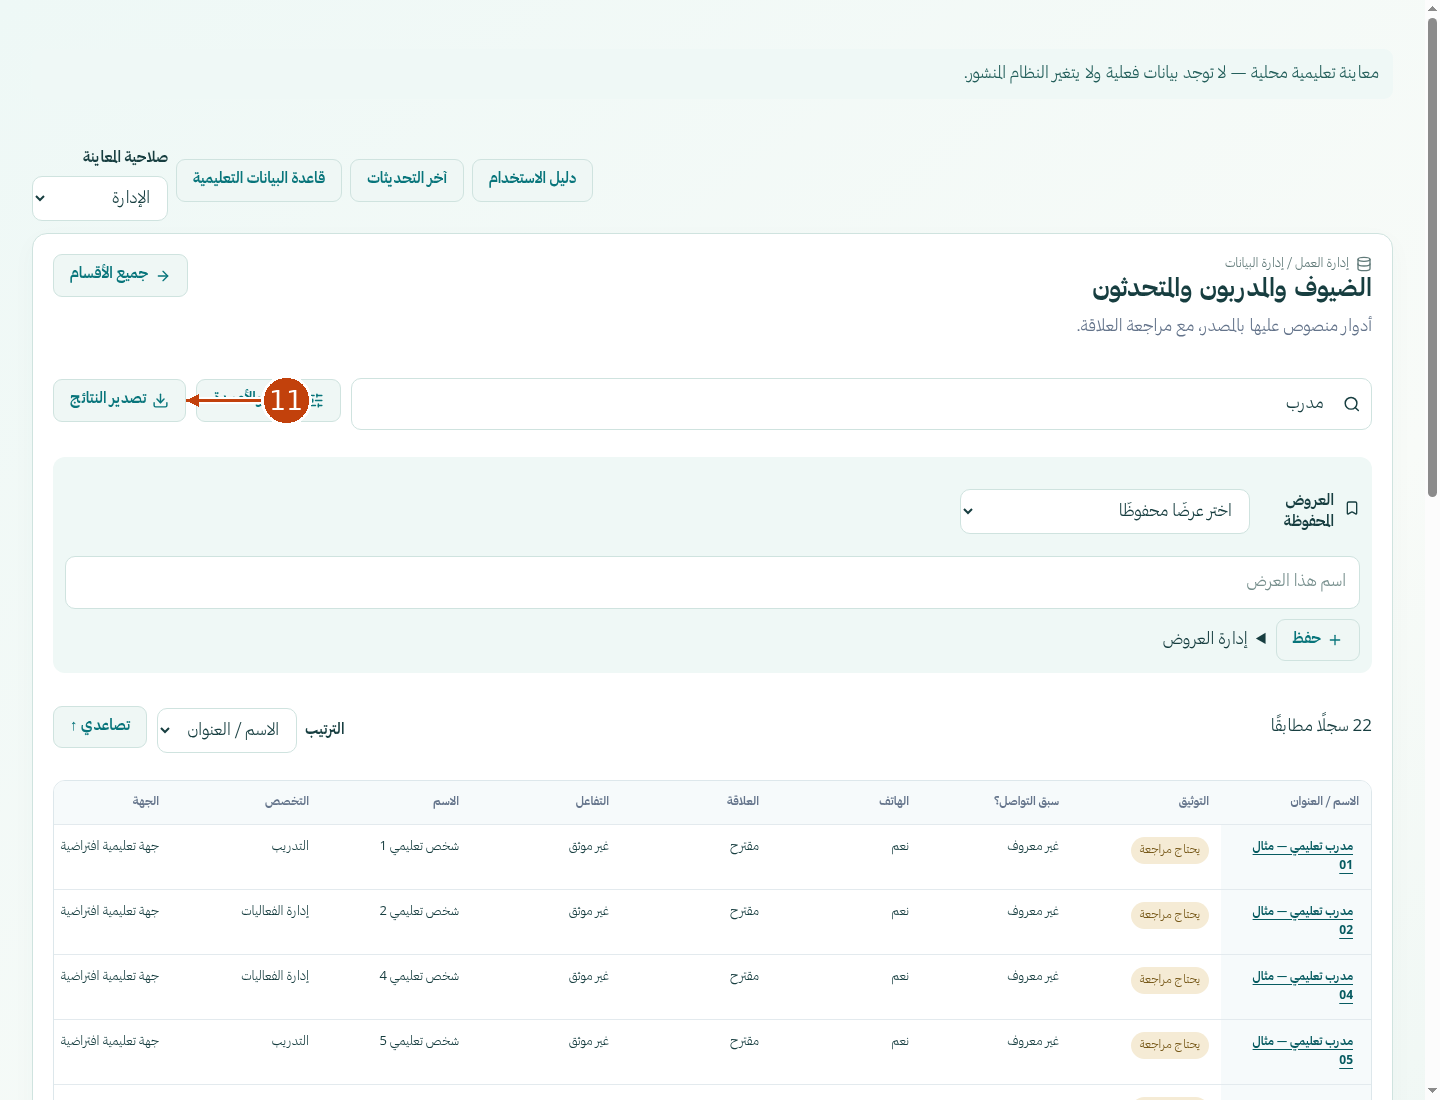 معاينة تعليمية محلية — لا توجد بيانات فعلية ولا يتغير النظام المنشور.
دليل الاستخدام
آخر التحديثات
قاعدة البيانات التعليمية
صلاحية المعاينة
الإدارة
إدارة العمل / إدارة البيانات
جميع الأقسام
الضيوف والمدربون والمتحدثون
أدوار منصوص عليها بالمصدر، مع مراجعة العلاقة.
مدرب
11
تصدير النتائج
العروض المحفوظة
اختر عرضًا محفوظًا
اسم هذا العرض
حفظ
إدارة العروض
22 سجلًا مطابقًا
الترتيب
الاسم / العنوان
تصاعدي ↑
الاسم / العنوان التوثيق سبق التواصل؟ الهاتف العلاقة التفاعل الاسم التخصص الجهة
مدرب تعليمي — مثال 01 يحتاج مراجعة غير معروف نعم مقترح غير موثق شخص تعليمي 1 التدريب جهة تعليمية افتراضية
مدرب تعليمي — مثال 02 يحتاج مراجعة غير معروف نعم مقترح غير موثق شخص تعليمي 2 إدارة الفعاليات جهة تعليمية افتراضية
مدرب تعليمي — مثال 04 يحتاج مراجعة غير معروف نعم مقترح غير موثق شخص تعليمي 4 إدارة الفعاليات جهة تعليمية افتراضية
مدرب تعليمي — مثال 05 يحتاج مراجعة غير معروف نعم مقترح غير موثق شخص تعليمي 5 التدريب جهة تعليمية افتراضية